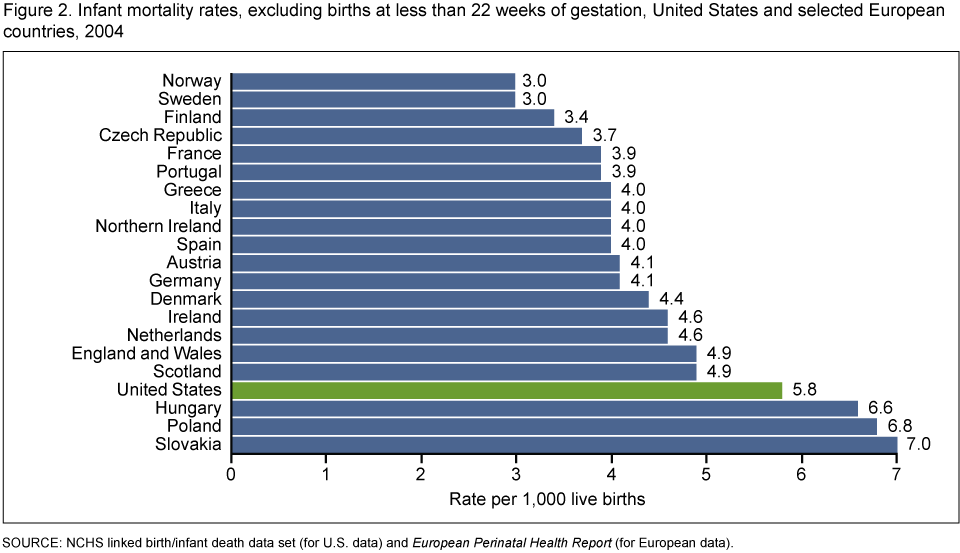 Figure 2. Infant mortality rates, excluding births at less than 22 weeks of gestation, United States and selected European
countries, 2004
Norway 3.0
Sweden 3.0
Finland 3.4
Czech Republic 3.7
France 3.9
Portugal 3.9
Greece 4.0
Italy 4.0
Northern Ireland 4.0
Spain 4.0
Austria 4.1
Germany 4.1
Denmark 4.4
Ireland 4.6
Netherlands 4.6
England and Wales 4.9
Scotland 4.9
United States 5.8
Hungary 6.6
Poland 6.8
Slovakia 7.0
0 1 2 3 4 5 6 7
Rate per 1,000 live births
SOURCE: NCHS linked birth/infant death data set (for U.S. data) and European Perinatal Health Report (for European data).